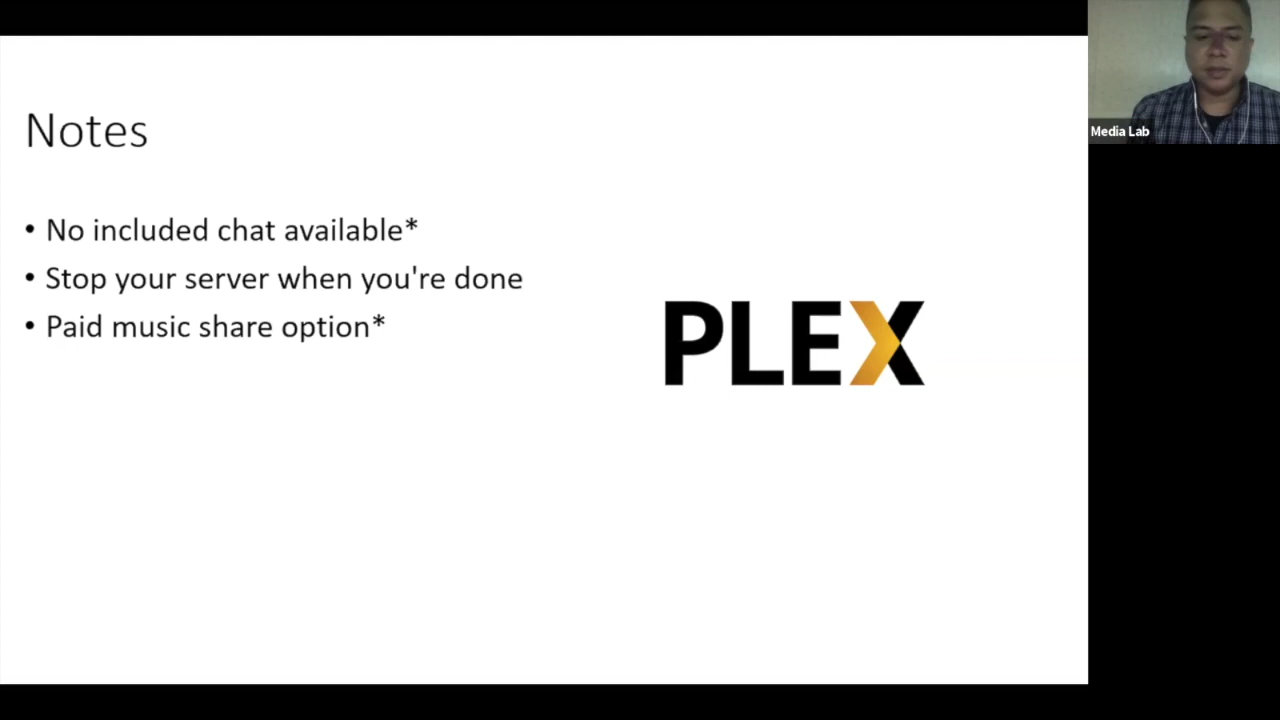 Notes
• No included chat available*
• Stop your server when you're done
• Paid music share option*
PLEX
Media Lab